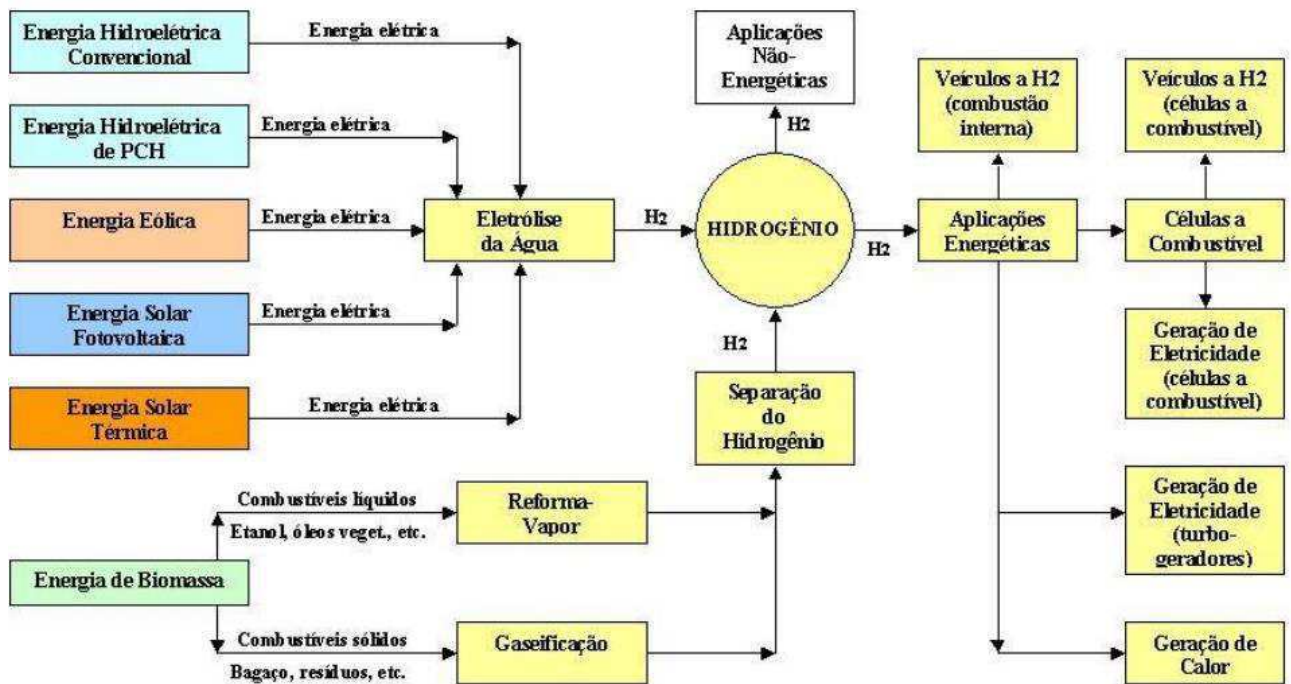 Energia Hidroelétrica
Convencional
Energia elétrica
Energia Hidroelétrica
de PCH
Energia elétrica
Energia Eólica
Energia elétrica
Energia Solar
Fotovoltaica
Energia elétrica
Energia Solar
Térmica
Energia elétrica
Eletrólise
da Água
H2
HIDROGÊNIO
H2
Aplicações
Não-
Energéticas
H2
Aplicações
Energéticas
Veículos a H2
(combustão
interna)
Veículos a H2
(células a
combustível)
Células a
Combustível
Geração de
Eletricidade
(células a
combustível)
H2
Separação
do
Hidrogênio
Energia de Biomassa
Combustíveis líquidos
Etanol, óleos veget., etc.
Reforma-
Vapor
Combustíveis sólidos
Bagaço, resíduos, etc.
Gaseificação
Geração de
Eletricidade
(turbo-
geradores)
Geração de
Calor